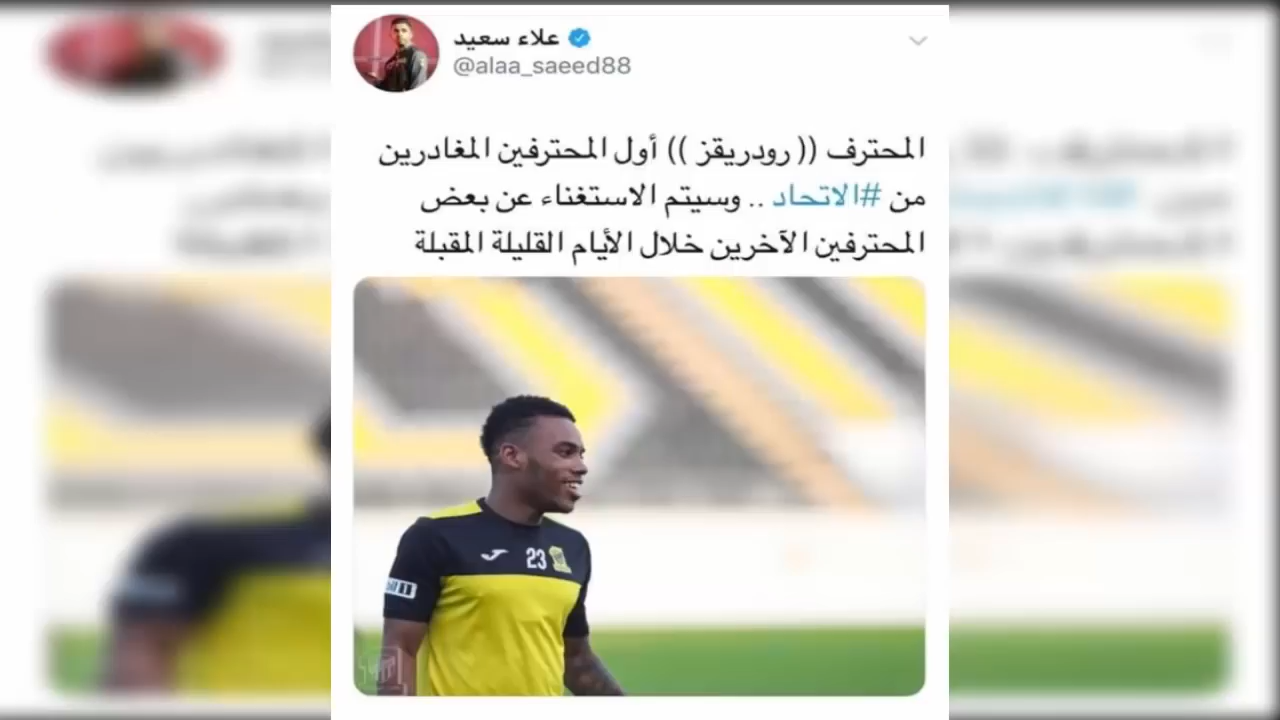 علاء سعيد
@alaa_saeed88
المحترف (( رودريقز )) أول المحترفين المغادرين
من #الاتحاد .. وسيتم الاستغناء عن بعض
المحترفين الآخرين خلال الأيام القليلة المقبلة
23